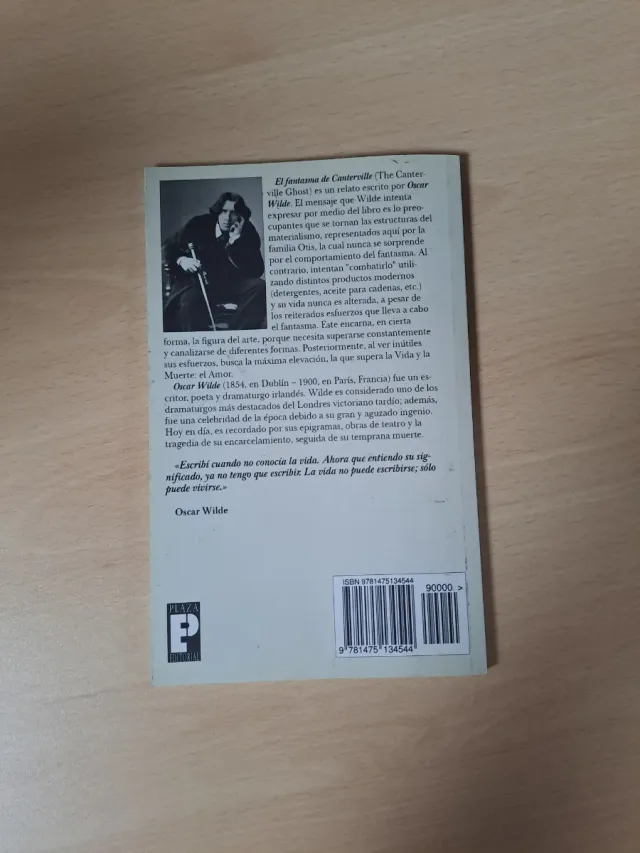 El fantasma de Canterville (The Canter-
ville Ghost) es un relato escrito por Oscar
Wilde. El mensaje que Wilde intenta
expresar por medio del libro es lo preo-
cupantes que se tornan las estructuras del
materialismo, representados aquí por la
familia Otis, la cual nunca se sorprende
por el comportamiento del fantasma. Al
contrario, intentan "combatirlo" utili-
zando distintos productos modernos
(detergentes, aceite para cadenas, etc.)
y su vida nunca es alterada, a pesar de
los reiterados esfuerzos que lleva a cabo
el fantasma. Este encarna, en cierta
forma, la figura del arte, porque necesita superarse constantemente
y canalizarse de diferentes formas. Posteriormente, al ver inútiles
sus esfuerzos, busca la máxima elevación, la que supera la Vida y la
Muerte: el Amor.
Oscar Wilde (1854, en Dublín – 1900, en París, Francia) fue un es-
critor, poeta y dramaturgo irlandés. Wilde es considerado uno de los
dramaturgos más destacados del Londres victoriano tardío; además,
fue una celebridad de la época debido a su gran y aguzado ingenio.
Hoy en día, es recordado por sus epigramas, obras de teatro y la
tragedia de su encarcelamiento, seguida de su temprana muerte.
«Escribí cuando no conocía la vida. Ahora que entiendo su sig-
nificado, ya no tengo que escribir. La vida no puede escribirse; sólo
puede vivirse.»
Oscar Wilde
ISBN 9781475134544
90000 >
9 781475 134544
PLAZA
EP
EDITORIAL